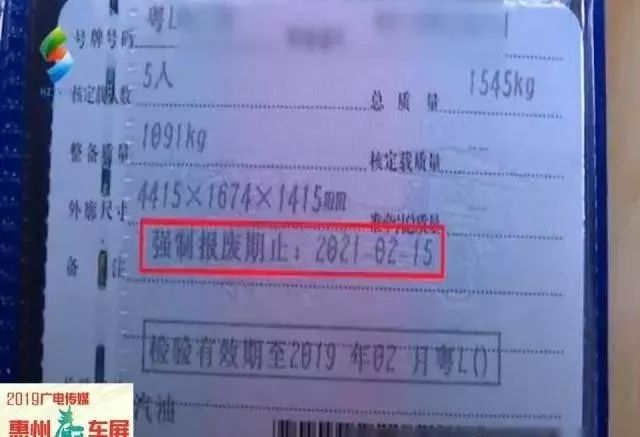 号牌号码 粤L
核定载人数 5人 总质量 1545kg
整备质量 1091kg 核定载质量
外廓尺寸 4415×1674×1415mm 准牵引总质量
备注 强制报废期止：2021-02-15
检验有效期至2019 年02 月粤L()
汽油
2019广电传媒
惠州春车展